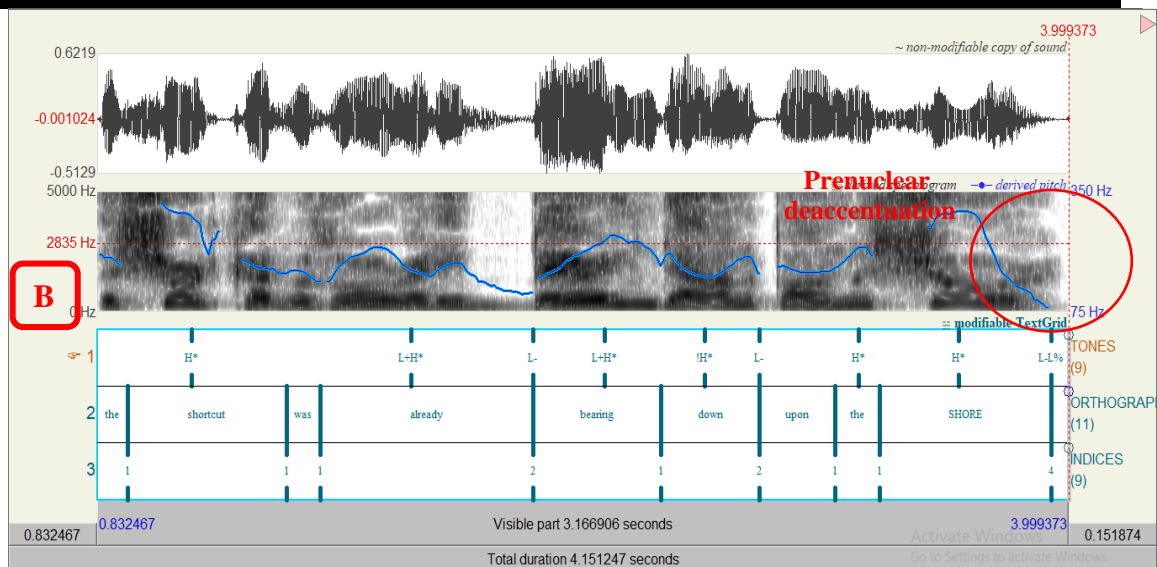 3.999373
~ non-modifiable copy of sound
0.6219
-0.001024
-0.5129
5000 Hz
derived spectrogram
derived pitch
350 Hz
Prenuclear
deaccentuation
2835 Hz
B
0 Hz
75 Hz
modifiable TextGrid
1 H* L+H* L- L+H* !H* L- H* H* L-L% TONES
(9)
2 the shortcut was already bearing down upon the SHORE ORTHOGRAPH
(11)
3 1 1 1 2 1 2 1 1 4 INDICES
(9)
0.832467 Visible part 3.166906 seconds 3.999373
0.832467 0.151874
Activate Windows
Total duration 4.151247 seconds
Go to Settings to activate Windows.